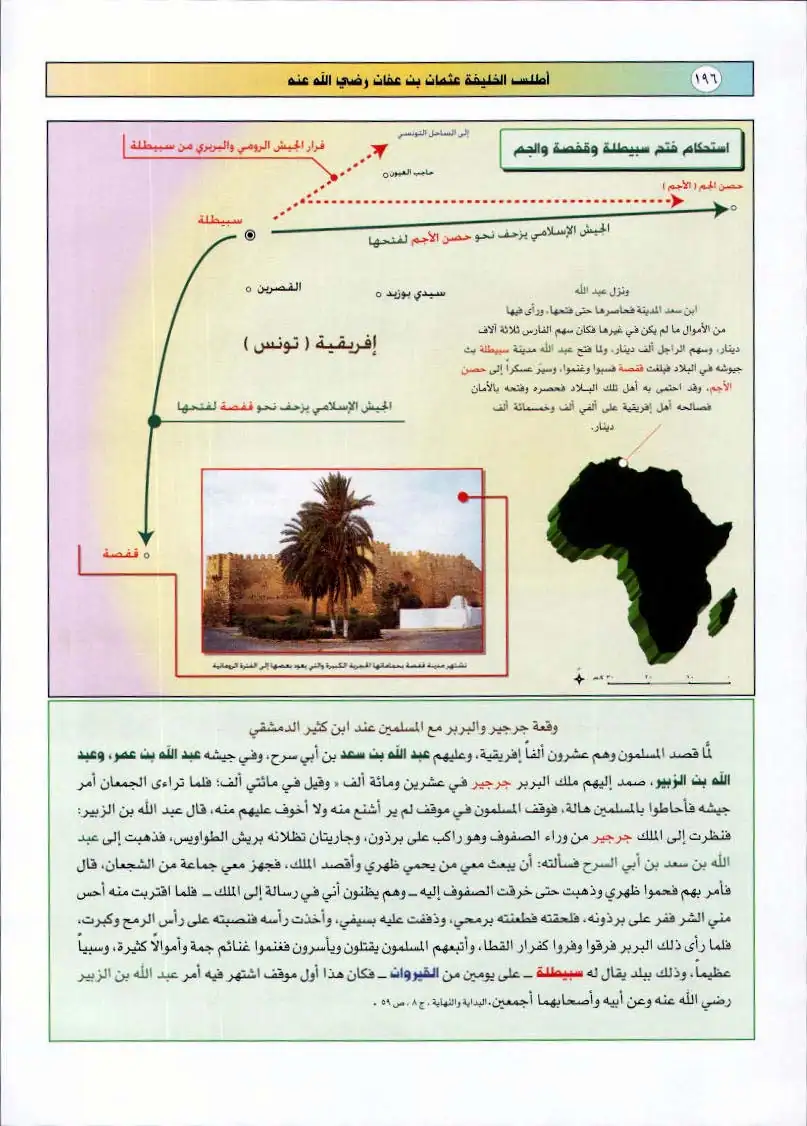 ١٩٦
أطلس الخليفة عثمان بن عفان رضي الله عنه
استحكام فتح سبيطلة وقفصة والجم
إلى الساحل التونسي
فرار الجيش الرومي والبربري من سبيطلة
حاجب العيون
حصن الجم ( الأجم )
سبيطلة
الجيش الإسلامي يزحف نحو حصن الأجم لفتحها
القصرين
سيدي بوزيد
إفريقية ( تونس )
ونزل عبد الله
ابن سعد المدينة فحاصرها حتى فتحها، ورأى فيها
من الأموال ما لم يكن في غيرها فكان سهم الفارس ثلاثة آلاف
دينار، وسهم الراجل ألف دينار، ولما فتح عبد الله مدينة سبيطلة بث
جيوشه في البلاد فبلغت قفصة فسبوا وغنموا، وسيّر عسكراً إلى حصن
الأجم، وقد احتمى به أهل تلك البلاد فحصره وفتحه بالأمان
فصالحه أهل إفريقية على ألفي ألف وخمسمائة ألف
دينار.
الجيش الإسلامي يزحف نحو قفصة لفتحها
قفصة
تشتهر مدينة قفصة بحماماتها الحجرية الكبيرة والتي يعود بعضها إلى الفترة الرومانية
٣٠ كم ٢٠ ١٠ ٠
وقعة جرجير والبربر مع المسلمين عند ابن كثير الدمشقي
لمّا قصد المسلمون وهم عشرون ألفاً إفريقية، وعليهم عبد الله بن سعد بن أبي سرح، وفي جيشه عبد الله بن عمر، وعبد
الله بن الزبير، صمد إليهم ملك البربر جرجير في عشرين ومائة ألف « وقيل في مائتي ألف؛ فلما تراءى الجمعان أمر
جيشه فأحاطوا بالمسلمين هالة، فوقف المسلمون في موقف لم ير أشنع منه ولا أخوف عليهم منه، قال عبد الله بن الزبير:
فنظرت إلى الملك جرجير من وراء الصفوف وهو راكب على برذون، وجاريتان تظلانه بريش الطواويس، فذهبت إلى عبد
الله بن سعد بن أبي السرح فسألته: أن يبعث معي من يحمي ظهري وأقصد الملك، فجهز معي جماعة من الشجعان، قال
فأمر بهم فحموا ظهري وذهبت حتى خرقت الصفوف إليه ــ وهم يظنون أني في رسالة إلى الملك ــ فلما اقتربت منه أحس
مني الشر ففر على برذونه، فلحقته فطعنته برمحي، وذففت عليه بسيفي، وأخذت رأسه فنصبته على رأس الرمح وكبرت،
فلما رأى ذلك البربر فرقوا وفروا كفرار القطا، وأتبعهم المسلمون يقتلون ويأسرون فغنموا غنائم جمة وأموالاً كثيرة، وسبياً
عظيماً، وذلك ببلد يقال له سبيطلة ــ على يومين من القيروان ــ فكان هذا أول موقف اشتهر فيه أمر عبد الله بن الزبير
رضي الله عنه وعن أبيه وأصحابهما أجمعين. البداية والنهاية ، ج ٨ ، ص ٥٩ .